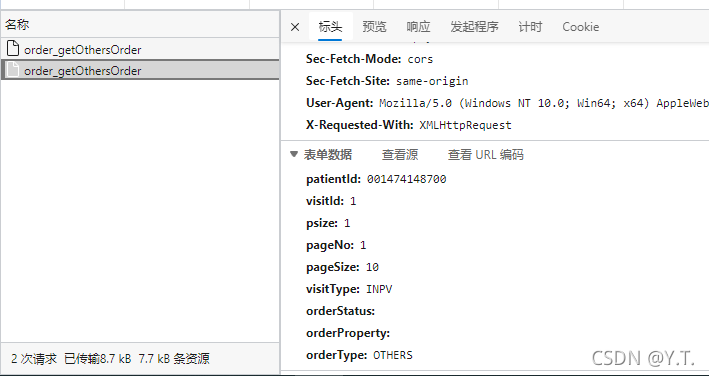 名称
order_getOthersOrder
order_getOthersOrder
2 次请求 已传输8.7 kB 7.7 kB 条资源
标头 预览 响应 发起程序 计时 Cookie
Sec-Fetch-Mode: cors
Sec-Fetch-Site: same-origin
User-Agent: Mozilla/5.0 (Windows NT 10.0; Win64; x64) AppleWeb
X-Requested-With: XMLHttpRequest
表单数据 查看源 查看 URL 编码
patientId: 001474148700
visitId: 1
psize: 1
pageNo: 1
pageSize: 10
visitType: INPV
orderStatus:
orderProperty:
orderType: OTHERS
CSDN @Y.T.